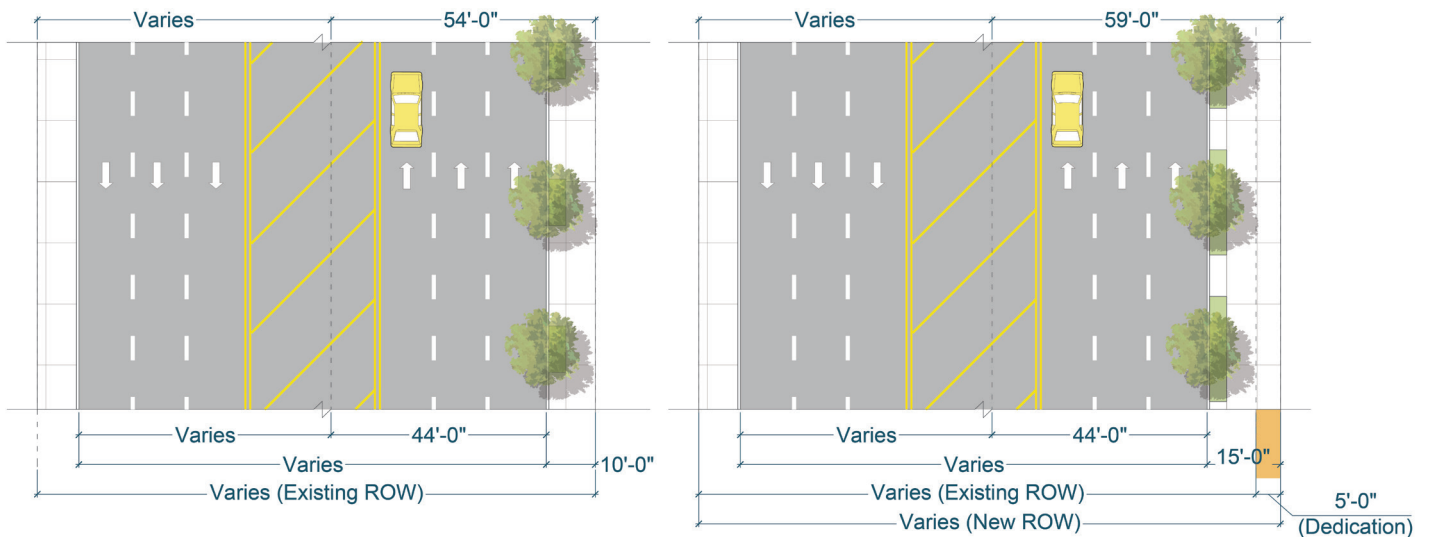 Varies 54'-0"
Varies 59'-0"
Varies 44'-0"
Varies 10'-0"
Varies (Existing ROW)
Varies 44'-0"
Varies 15'-0"
Varies (Existing ROW)
Varies (New ROW)
5'-0"
(Dedication)